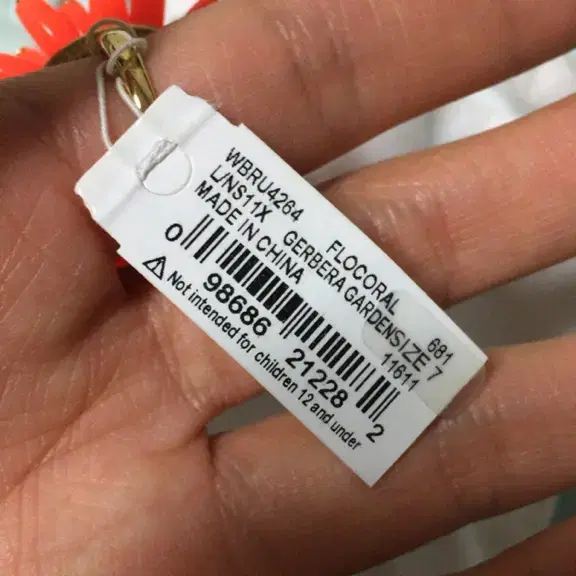 WBRU4264 FLOCORAL 681
L/NS11X GERBERA GARDENSIZE 7
MADE IN CHINA 11611
0 98686 21228 2
⚠ Not intended for children 12 and under